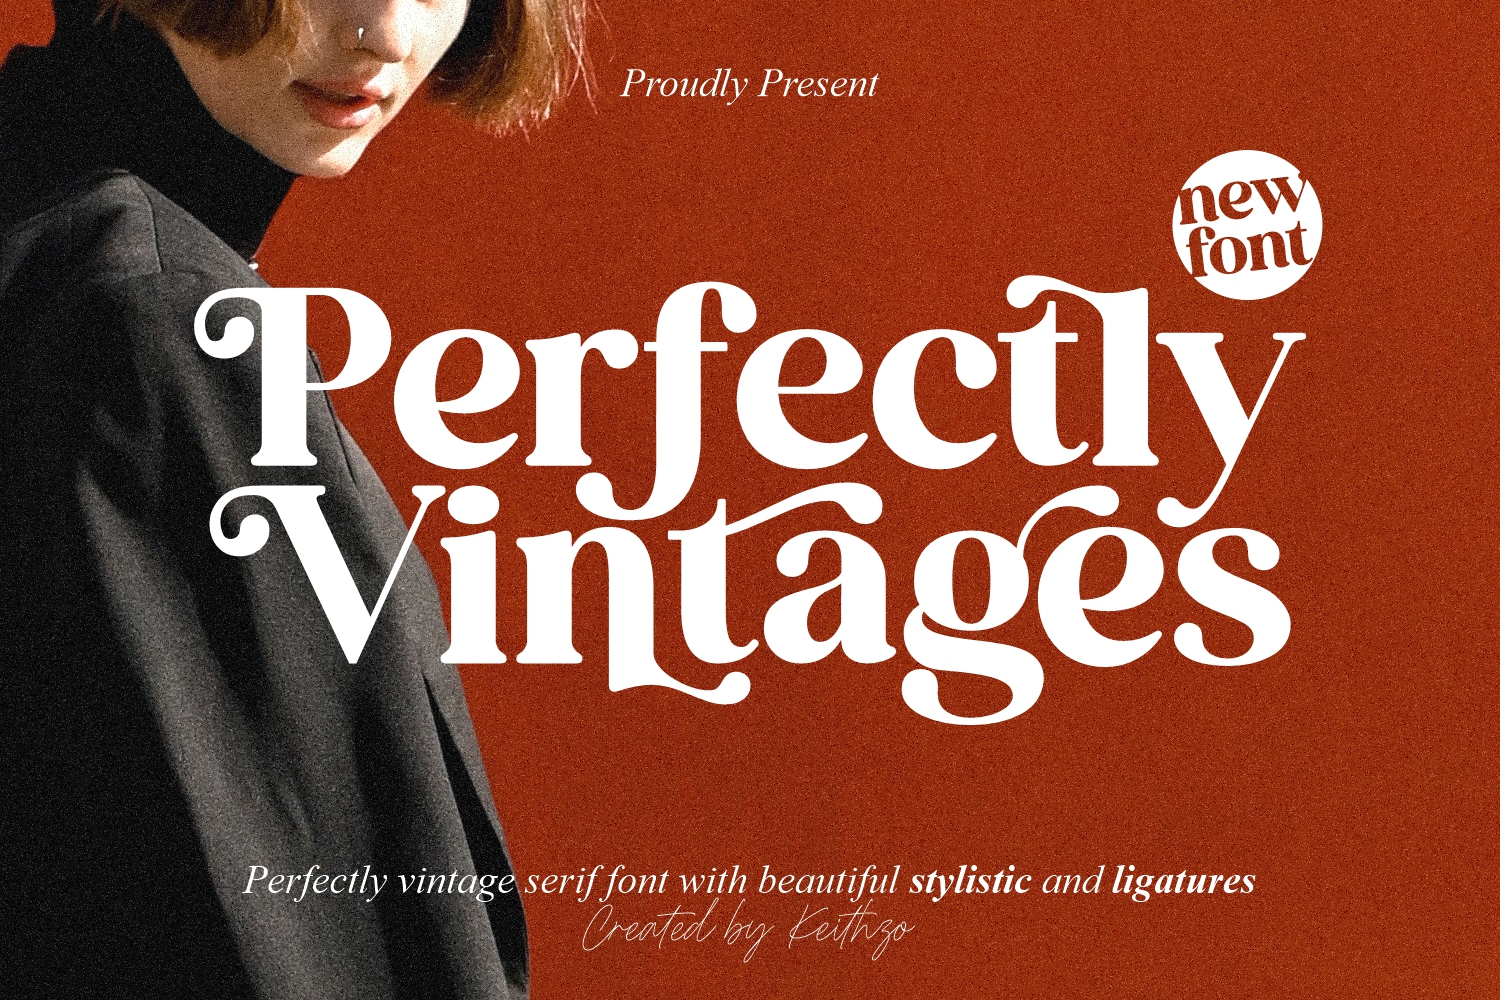 Proudly Present
new
font
Perfectly
Vintages
Perfectly vintage serif font with beautiful stylistic and ligatures
Created by Keithzo